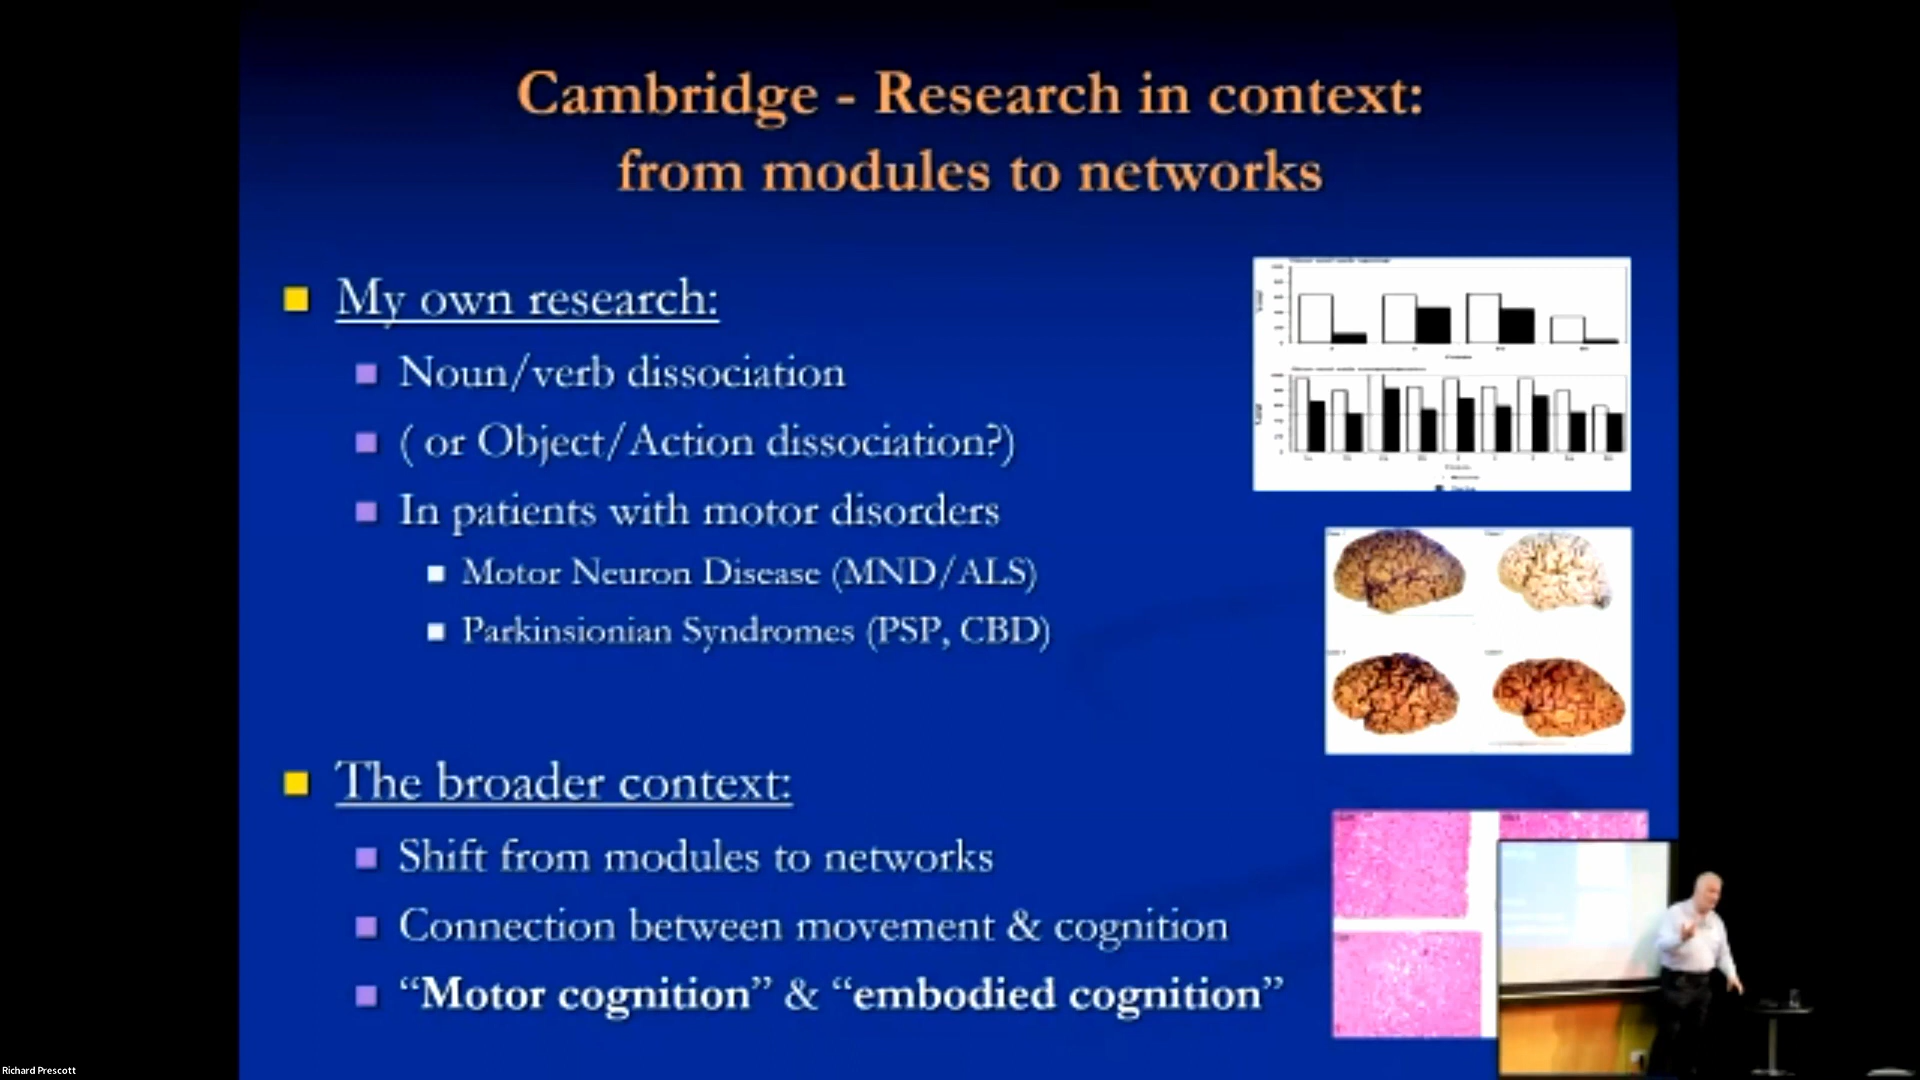 Cambridge - Research in context:
from modules to networks
My own research:
Noun/verb dissociation
( or Object/Action dissociation?)
In patients with motor disorders
Motor Neuron Disease (MND/ALS)
Parkinsionian Syndromes (PSP, CBD)
The broader context:
Shift from modules to networks
Connection between movement & cognition
“Motor cognition” & “embodied cognition”
Richard Prescott